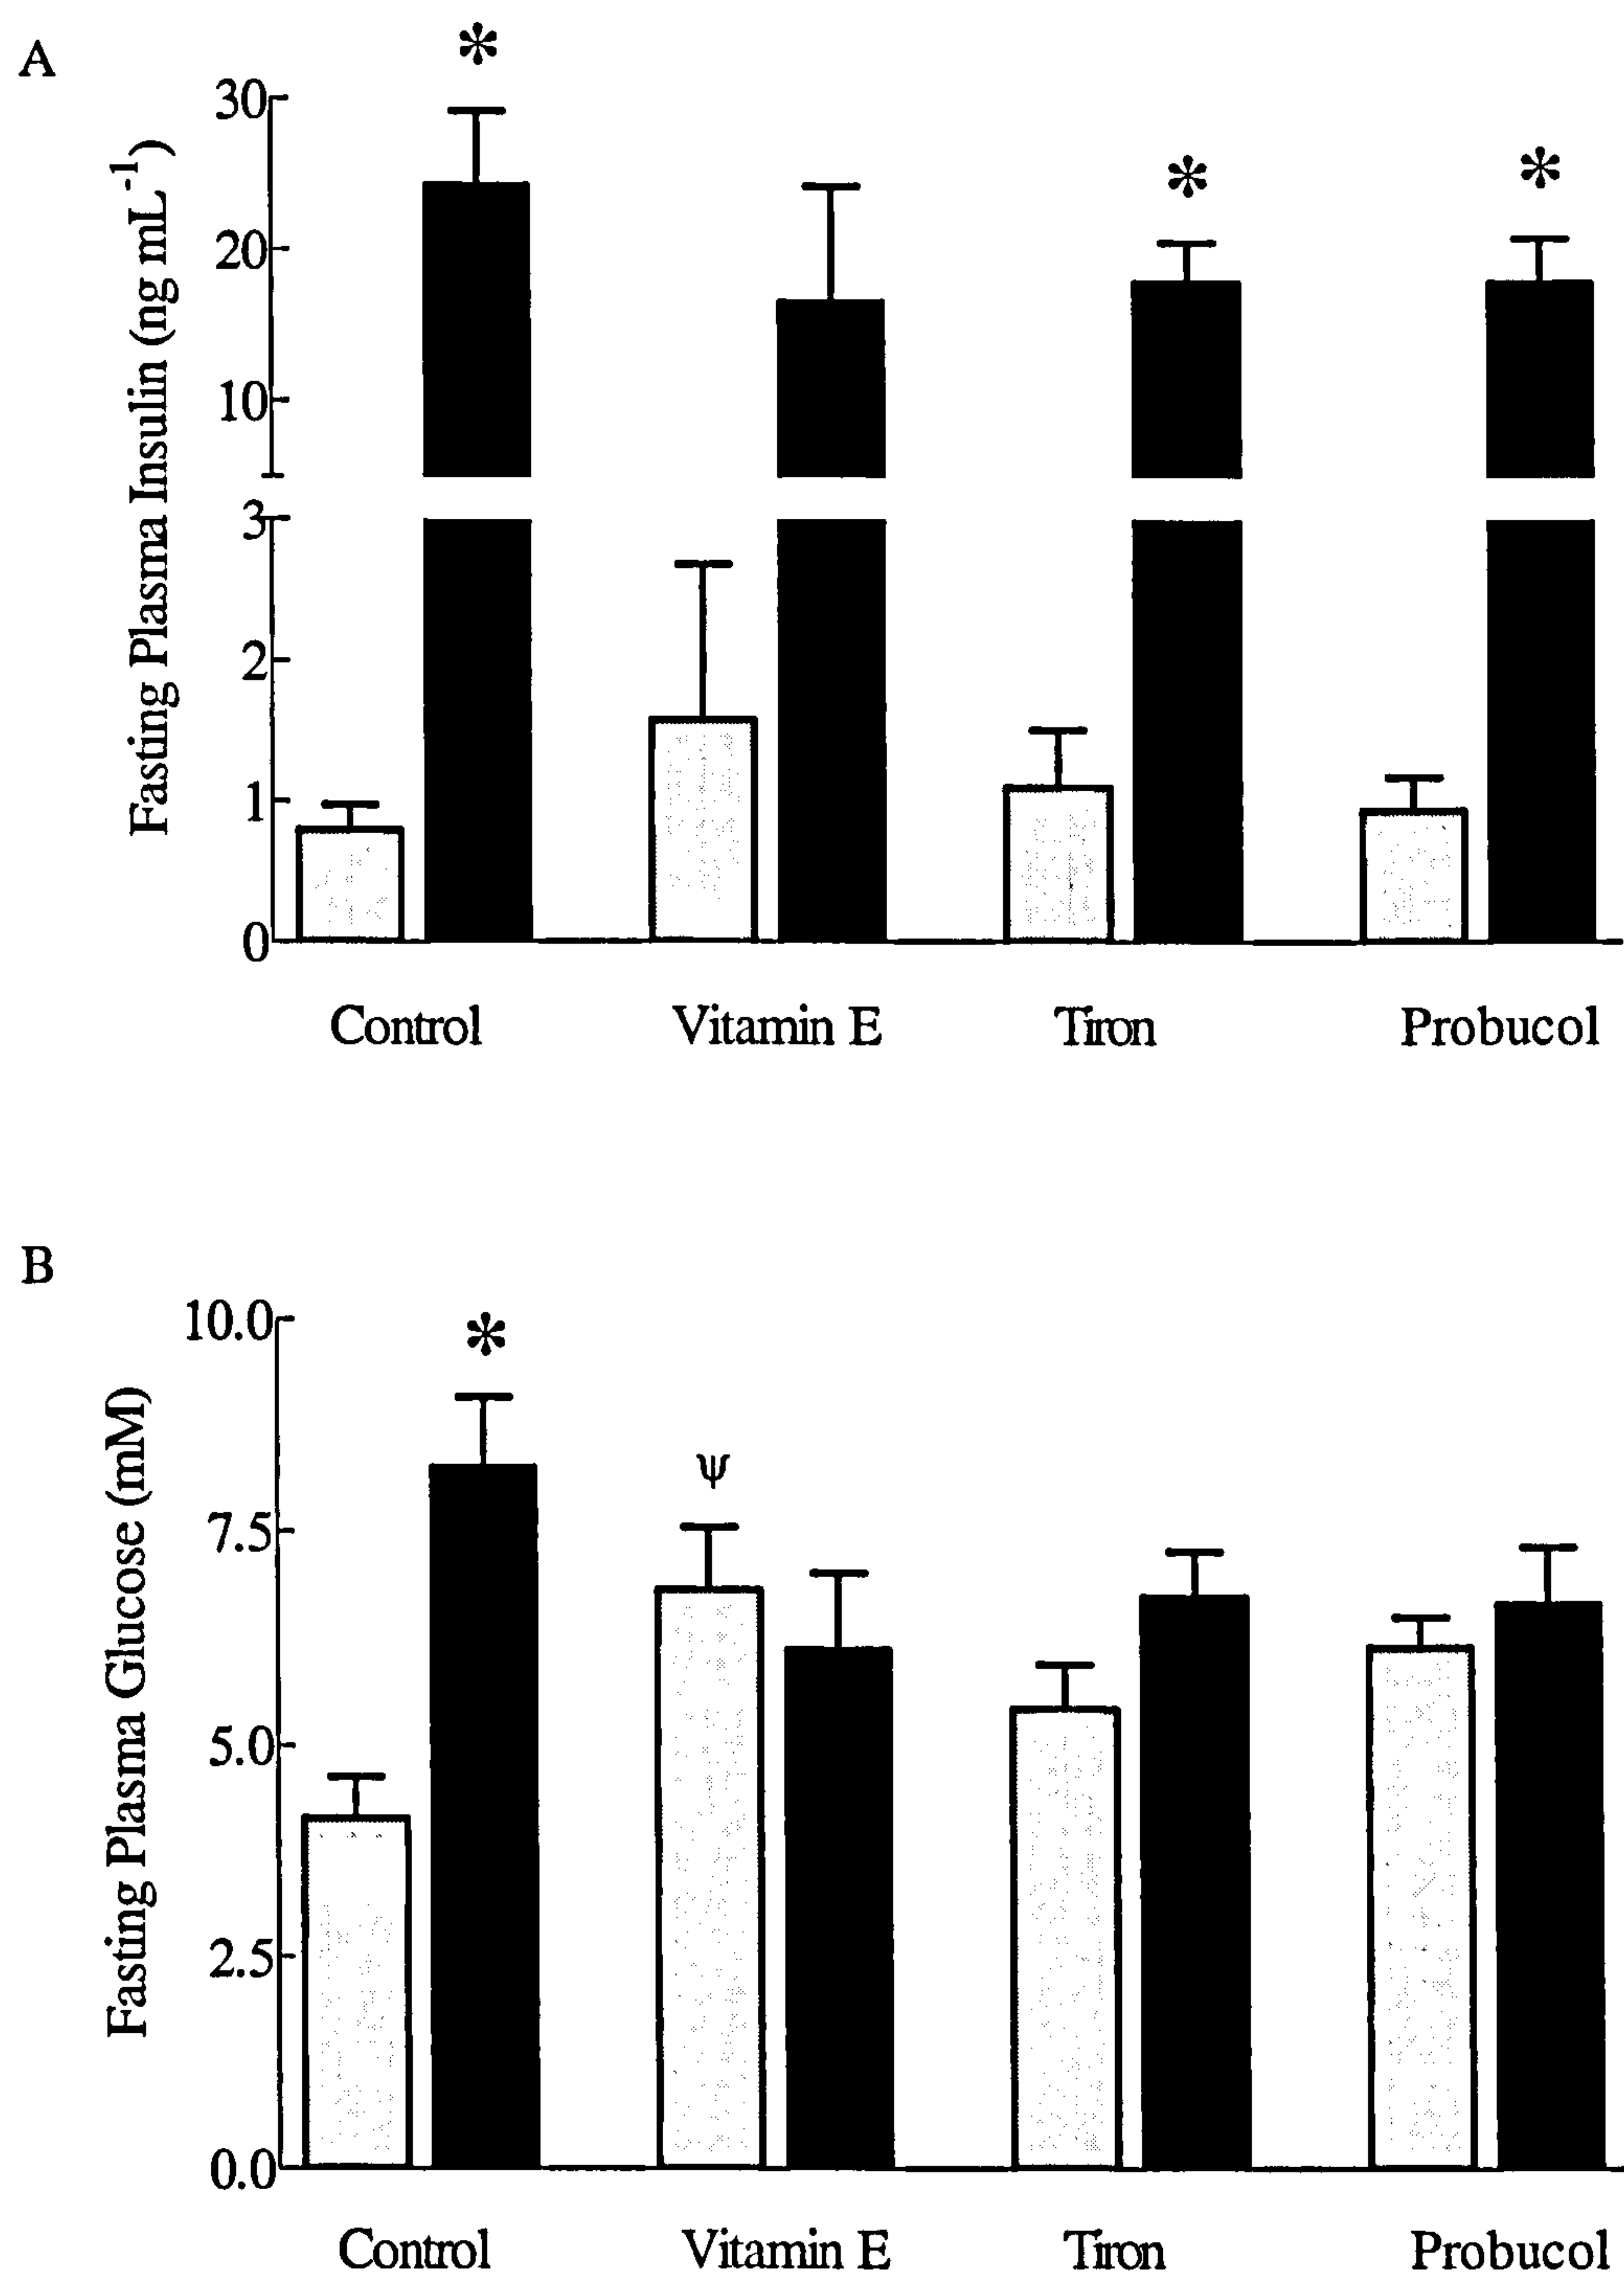 A
*
30
*
*
20
10
3
2
1
0
Fasting Plasma Insulin (ng mL⁻¹)
Control Vitamin E Tiron Probucol
B
10.0
*
ψ
7.5
5.0
2.5
0.0
Fasting Plasma Glucose (mM)
Control Vitamin E Tiron Probucol